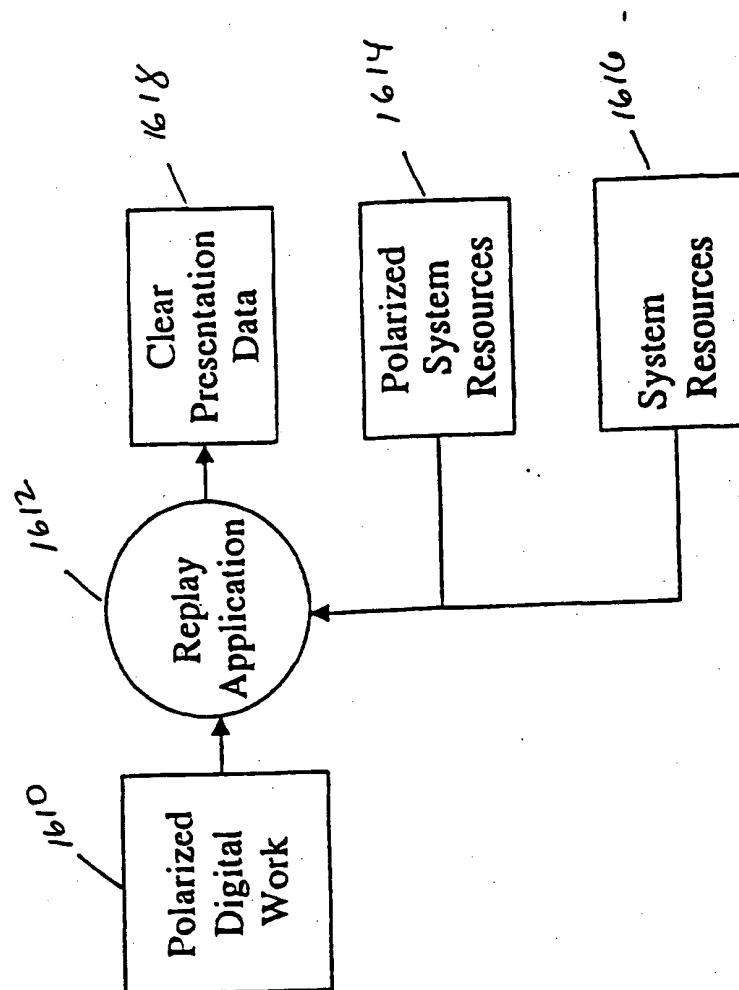 1610
Polarized
Digital
Work
1612
Replay
Application
1618
Clear
Presentation
Data
1614
Polarized
System
Resources
1616
System
Resources